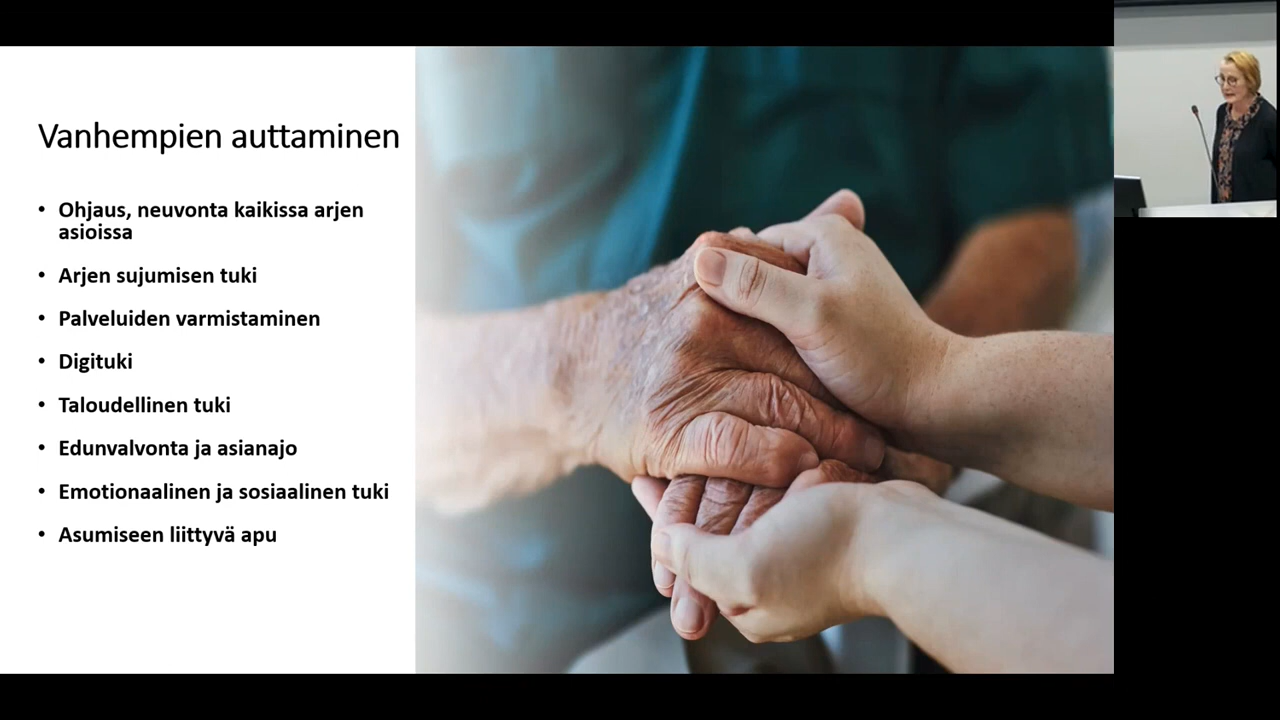 Vanhempien auttaminen
• Ohjaus, neuvonta kaikissa arjen
asioissa
• Arjen sujumisen tuki
• Palveluiden varmistaminen
• Digituki
• Taloudellinen tuki
• Edunvalvonta ja asianajo
• Emotionaalinen ja sosiaalinen tuki
• Asumiseen liittyvä apu